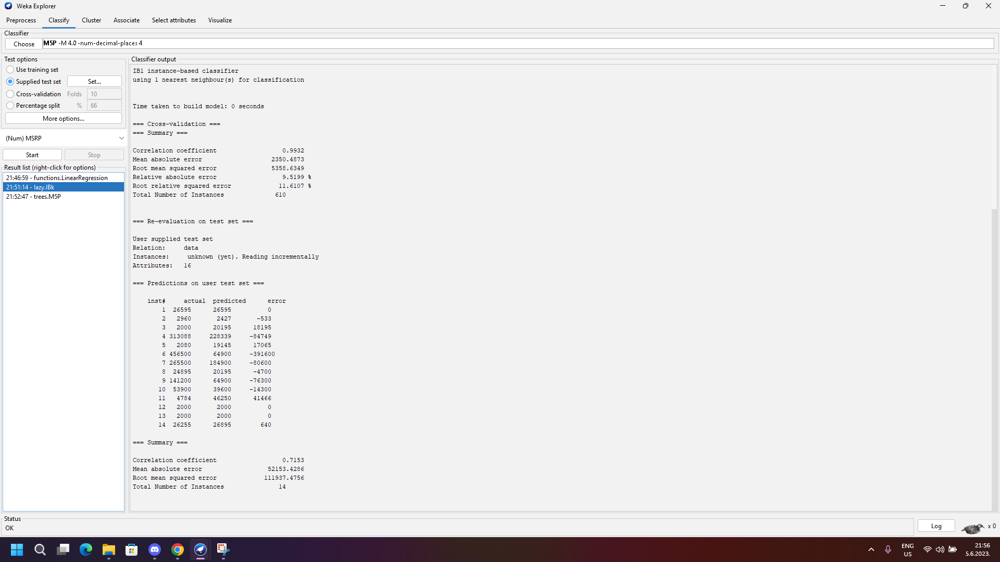 Weka Explorer
Preprocess Classify Cluster Associate Select attributes Visualize
Classifier
Choose M5P -M 4.0 -num-decimal-places 4
Test options
Use training set
Supplied test set Set...
Cross-validation Folds 10
Percentage split % 66
More options...
(Num) MSRP
Start Stop
Result list (right-click for options)
21:46:59 - functions.LinearRegression
21:51:14 - lazy.IBk
21:52:47 - trees.M5P
Classifier output
IB1 instance-based classifier
using 1 nearest neighbour(s) for classification
Time taken to build model: 0 seconds
=== Cross-validation ===
=== Summary ===
Correlation coefficient 0.9932
Mean absolute error 2350.4873
Root mean squared error 5358.6349
Relative absolute error 9.5199 %
Root relative squared error 11.6107 %
Total Number of Instances 610
=== Re-evaluation on test set ===
User supplied test set
Relation: data
Instances: unknown (yet). Reading incrementally
Attributes: 16
=== Predictions on user test set ===
inst# actual predicted error
1 26595 26595 0
2 2960 2427 -533
3 2000 20195 18195
4 313088 228339 -84749
5 2080 19145 17065
6 456500 64900 -391600
7 265500 184900 -80600
8 24895 20195 -4700
9 141200 64900 -76300
10 53900 39600 -14300
11 4784 46250 41466
12 2000 2000 0
13 2000 2000 0
14 26255 26895 640
=== Summary ===
Correlation coefficient 0.7153
Mean absolute error 52153.4286
Root mean squared error 111937.4756
Total Number of Instances 14
Status
OK
Log
x 0
ENG
US
21:56
5.6.2023.